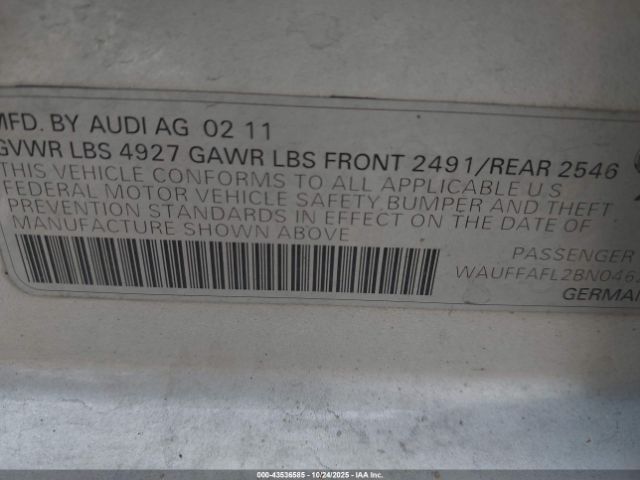 MFD. BY AUDI AG 02 11
GVWR LBS 4927 GAWR LBS FRONT 2491/REAR 2546
THIS VEHICLE CONFORMS TO ALL APPLICABLE U S
FEDERAL MOTOR VEHICLE SAFETY, BUMPER AND THEFT
PREVENTION STANDARDS IN EFFECT ON THE DATE OF
MANUFACTURE SHOWN ABOVE
PASSENGER
WAUFFAFL2BN046
GERMAN
000-43536585 - 10/24/2025 - IAA Inc.